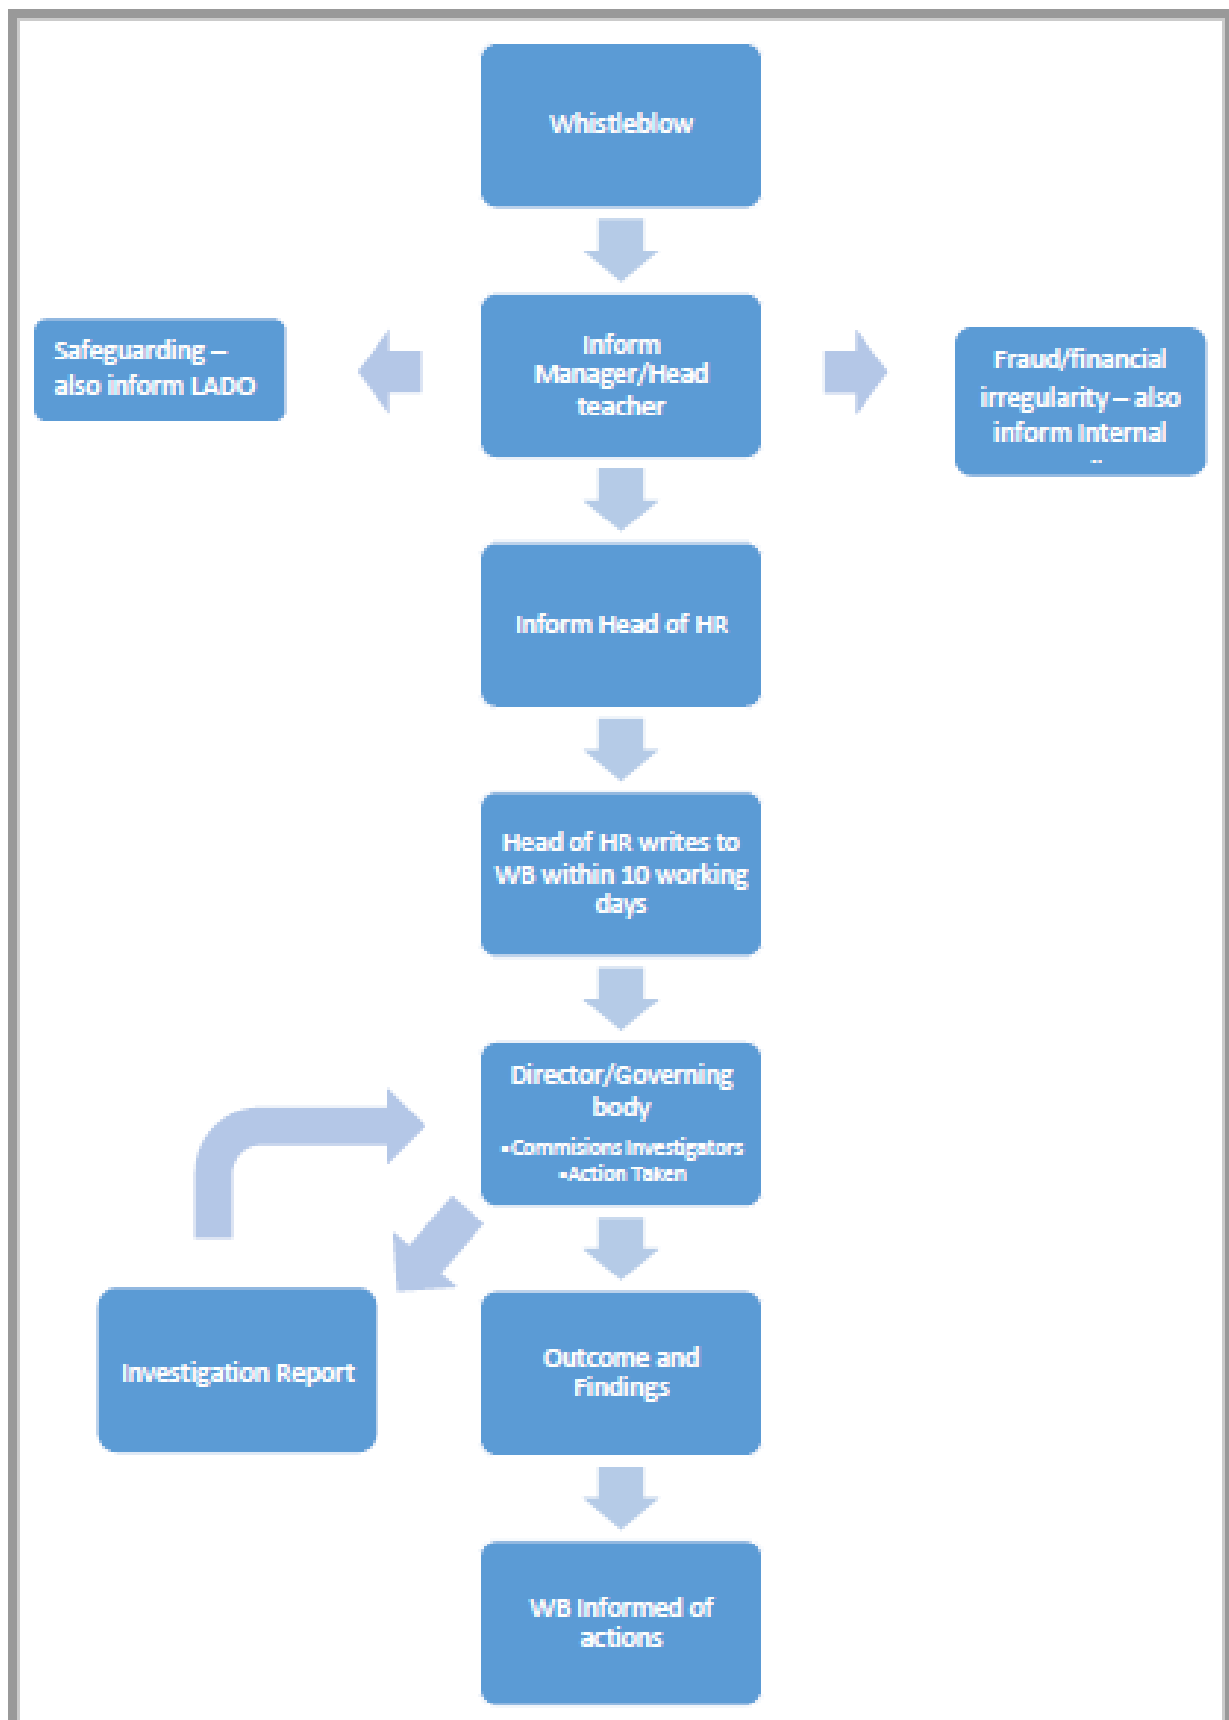 Whistleblow
Inform
Manager/Head
teacher
Safeguarding –
also inform LADO
Fraud/financial
irregularity – also
inform Internal
Inform Head of HR
Head of HR writes to
WB within 10 working
days
Director/Governing
body
•Commisions Investigators
•Action Taken
Investigation Report
Outcome and
Findings
WB Informed of
actions